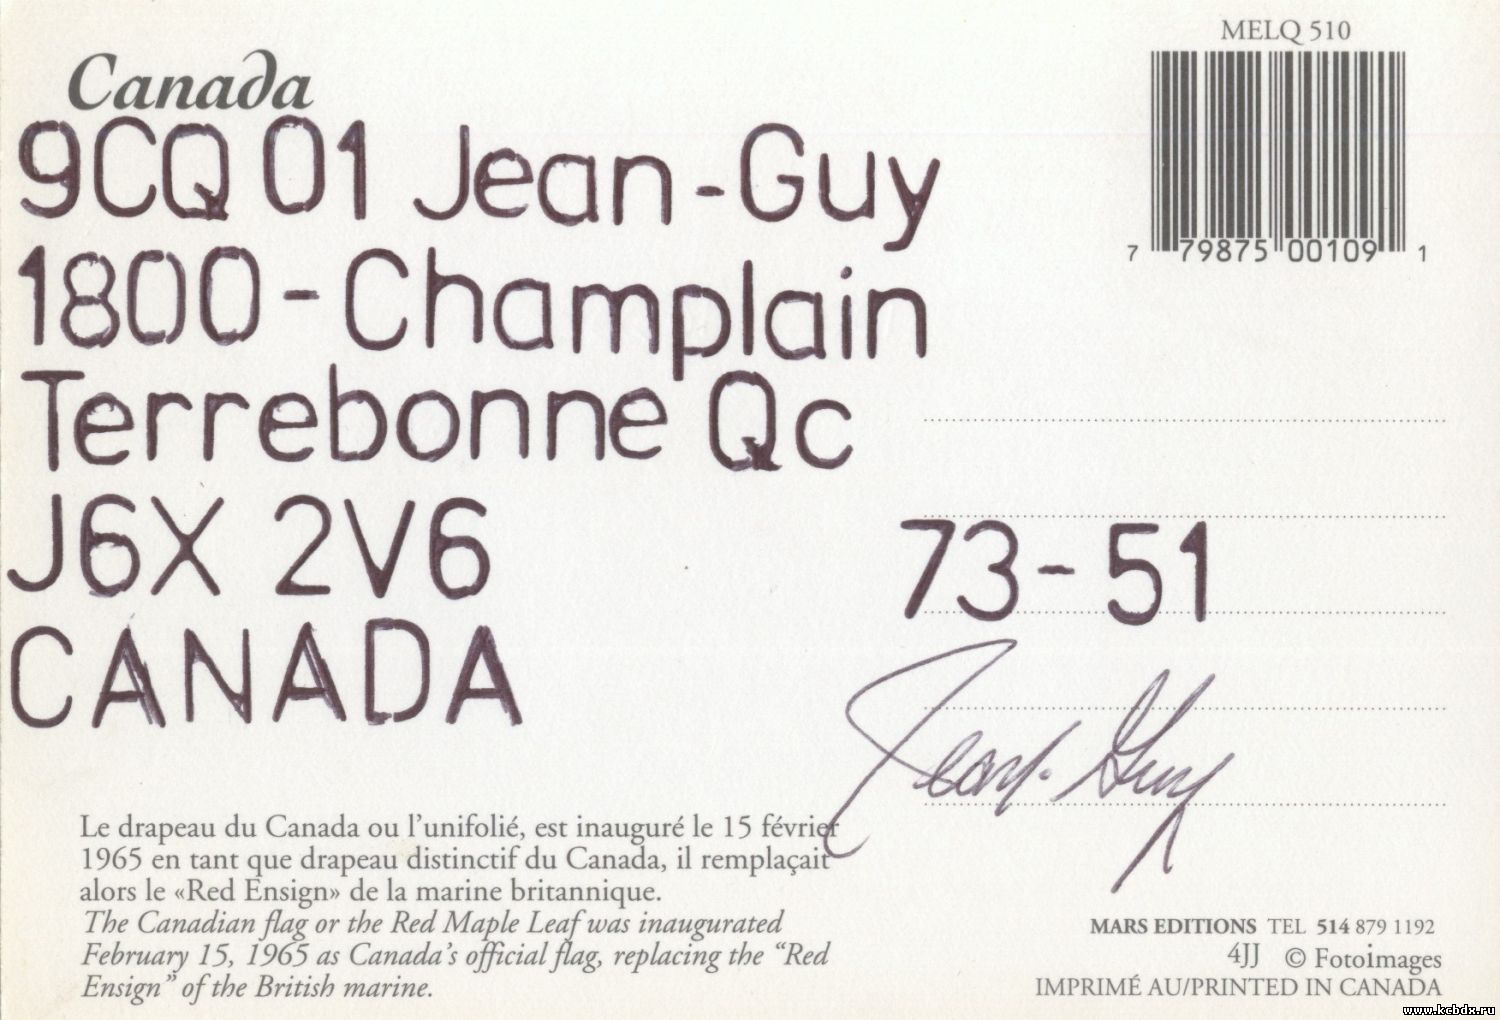 Canada
9CQ 01 Jean-Guy
1800-Champlain
Terrebonne Qc
J6X 2V6
CANADA
Le drapeau du Canada ou l’unifolié, est inauguré le 15 février
1965 en tant que drapeau distinctif du Canada, il remplaçait
alors le «Red Ensign» de la marine britannique.
The Canadian flag or the Red Maple Leaf was inaugurated
February 15, 1965 as Canada’s official flag, replacing the “Red
Ensign” of the British marine.
MELQ 510
7 79875 00109 1
73-51
Jean-Guy
MARS EDITIONS TEL 514 879 1192
4JJ © Fotoimages
IMPRIMÉ AU/PRINTED IN CANADA
www.kcbdx.ru